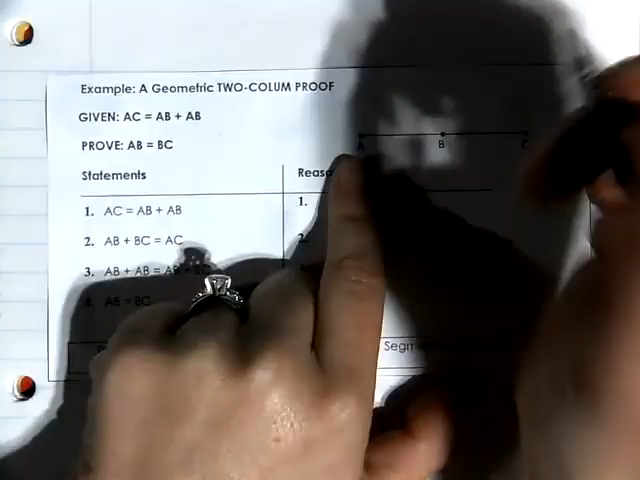 Example: A Geometric TWO-COLUM PROOF
GIVEN: AC = AB + AB
PROVE: AB = BC
A B C
Statements Reaso
1. AC = AB + AB 1.
2. AB + BC = AC 2.
3. AB + AB = AB + BC
4. AB = BC
Segm